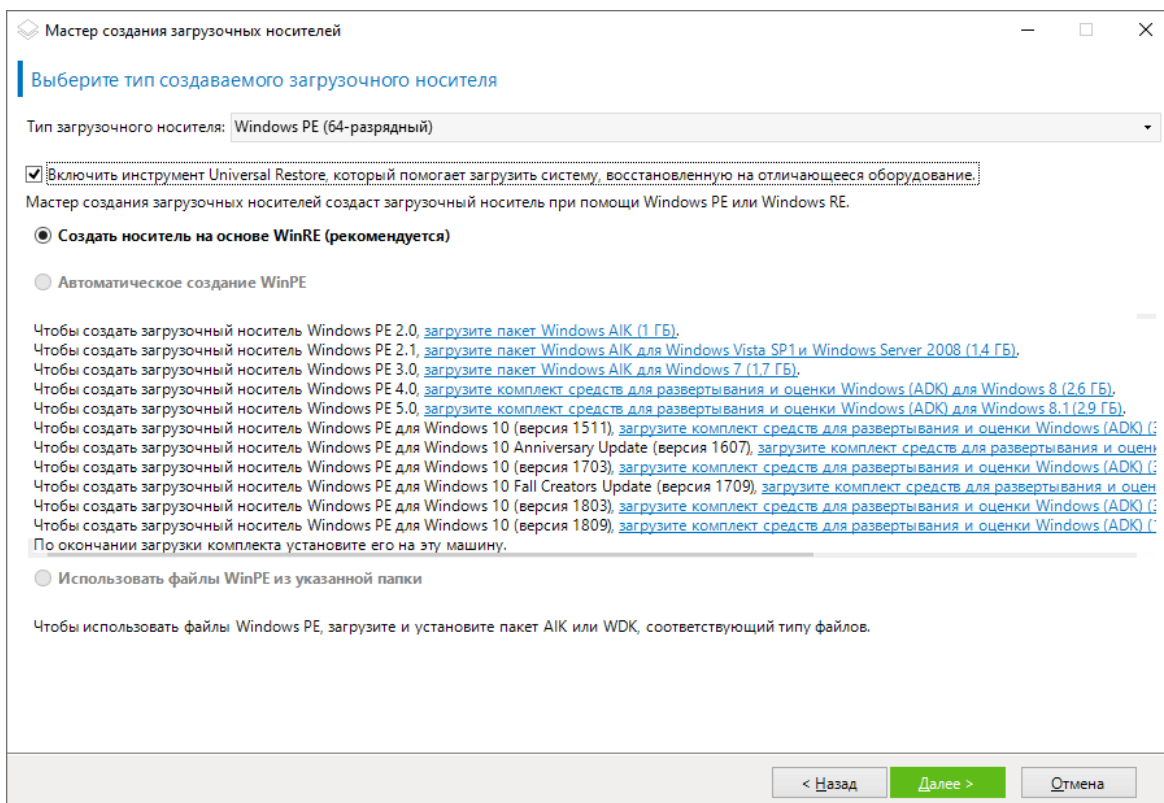 Мастер создания загрузочных носителей
Выберите тип создаваемого загрузочного носителя
Тип загрузочного носителя: Windows PE (64-разрядный)
Включить инструмент Universal Restore, который помогает загрузить систему, восстановленную на отличающееся оборудование.
Мастер создания загрузочных носителей создаст загрузочный носитель при помощи Windows PE или Windows RE.
Создать носитель на основе WinRE (рекомендуется)
Автоматическое создание WinPE
Чтобы создать загрузочный носитель Windows PE 2.0, загрузите пакет Windows AIK (1 ГБ).
Чтобы создать загрузочный носитель Windows PE 2.1, загрузите пакет Windows AIK для Windows Vista SP1 и Windows Server 2008 (1.4 ГБ).
Чтобы создать загрузочный носитель Windows PE 3.0, загрузите пакет Windows AIK для Windows 7 (1.7 ГБ).
Чтобы создать загрузочный носитель Windows PE 4.0, загрузите комплект средств для развертывания и оценки Windows (ADK) для Windows 8 (2.6 ГБ).
Чтобы создать загрузочный носитель Windows PE 5.0, загрузите комплект средств для развертывания и оценки Windows (ADK) для Windows 8.1 (2.9 ГБ).
Чтобы создать загрузочный носитель Windows PE для Windows 10 (версия 1511), загрузите комплект средств для развертывания и оценки Windows (ADK) (3
Чтобы создать загрузочный носитель Windows PE для Windows 10 Anniversary Update (версия 1607), загрузите комплект средств для развертывания и оценк
Чтобы создать загрузочный носитель Windows PE для Windows 10 (версия 1703), загрузите комплект средств для развертывания и оценки Windows (ADK) (3
Чтобы создать загрузочный носитель Windows PE для Windows 10 Fall Creators Update (версия 1709), загрузите комплект средств для развертывания и оцен
Чтобы создать загрузочный носитель Windows PE для Windows 10 (версия 1803), загрузите комплект средств для развертывания и оценки Windows (ADK) (3
Чтобы создать загрузочный носитель Windows PE для Windows 10 (версия 1809), загрузите комплект средств для развертывания и оценки Windows (ADK) (1
По окончании загрузки комплекта установите его на эту машину.
Использовать файлы WinPE из указанной папки
Чтобы использовать файлы Windows PE, загрузите и установите пакет AIK или WDK, соответствующий типу файлов.
< Назад Далее > Отмена